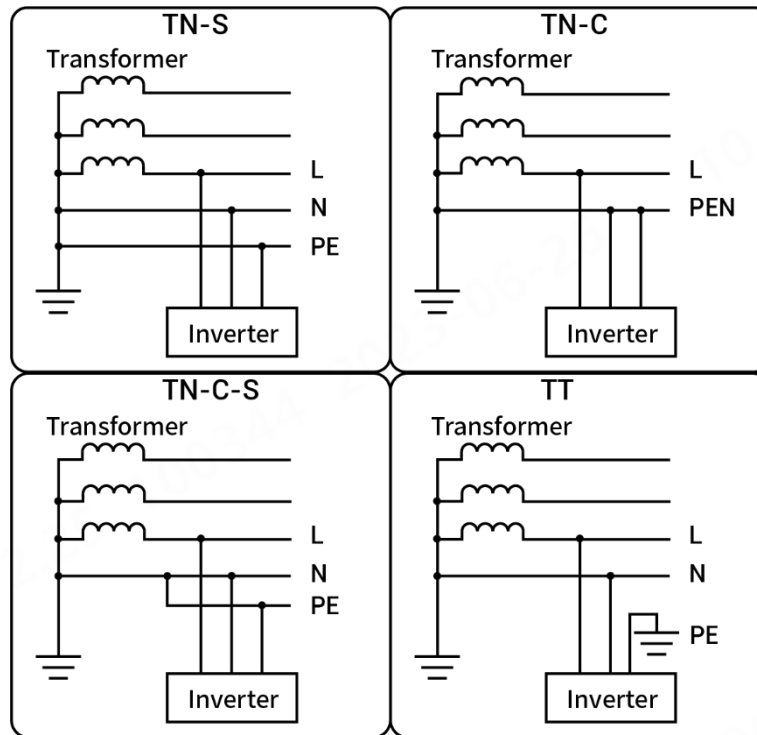 TN-S
Transformer
L
N
PE
Inverter
TN-C
Transformer
L
PEN
Inverter
TN-C-S
Transformer
L
N
PE
Inverter
TT
Transformer
L
N
PE
Inverter